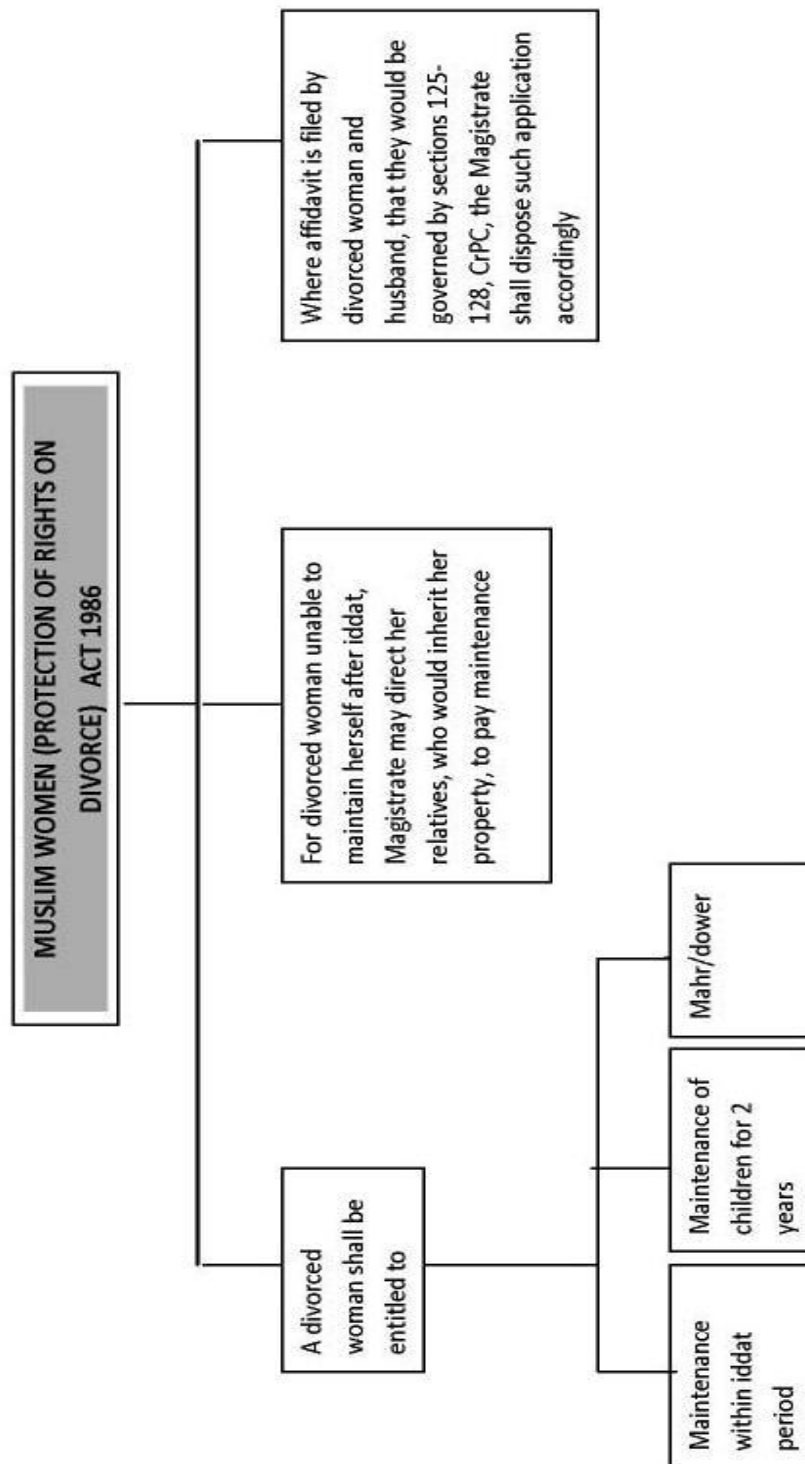 MUSLIM WOMEN (PROTECTION OF RIGHTS ON
DIVORCE) ACT 1986
A divorced
woman shall be
entitled to
For divorced woman unable to
maintain herself after iddat,
Magistrate may direct her
relatives, who would inherit her
property, to pay maintenance
Where affidavit is filed by
divorced woman and
husband, that they would be
governed by sections 125-
128, CrPC, the Magistrate
shall dispose such application
accordingly
Maintenance
within iddat
period
Maintenance of
children for 2
years
Mahr/dower